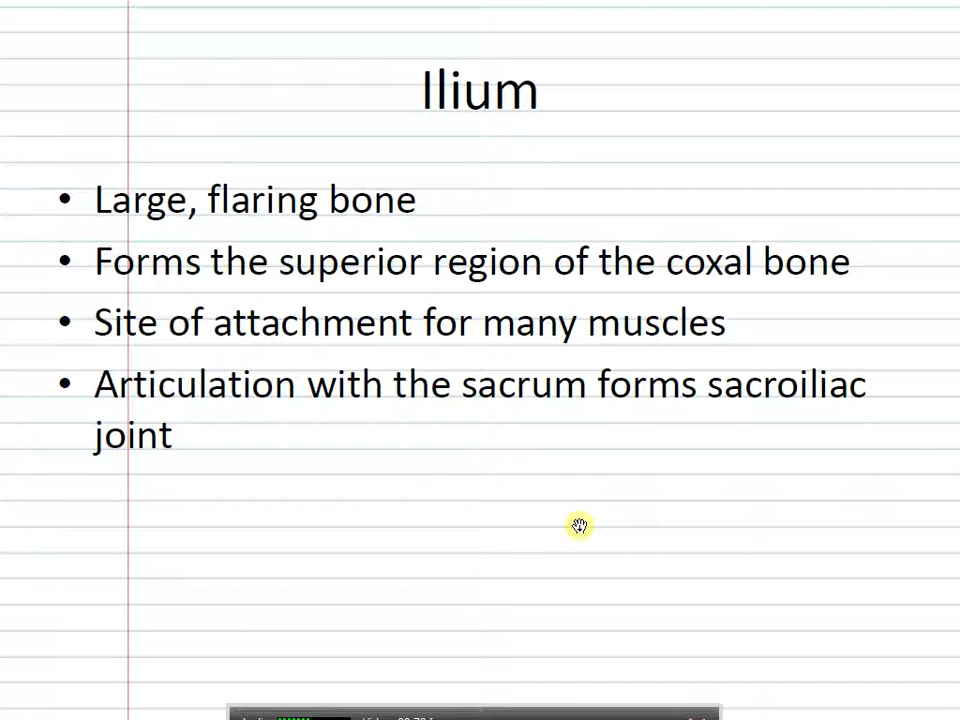 Ilium
• Large, flaring bone
• Forms the superior region of the coxal bone
• Site of attachment for many muscles
• Articulation with the sacrum forms sacroiliac
joint